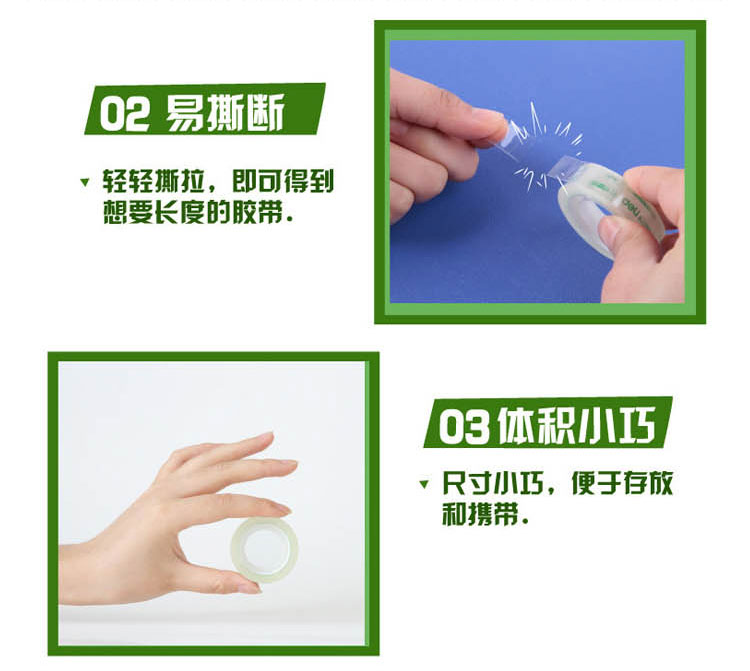 02 易撕断
轻轻撕拉，即可得到
想要长度的胶带.
03 体积小巧
尺寸小巧，便于存放
和携带.